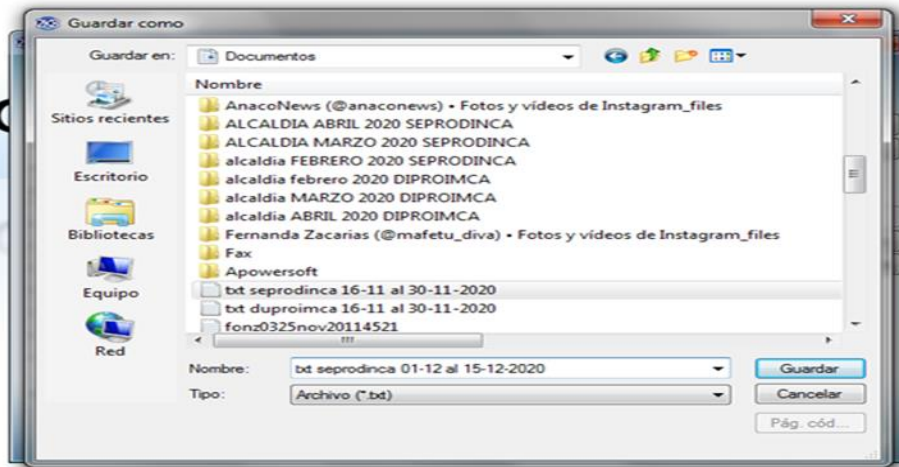 Guardar como
Guardar en:
Documentos
Nombre
Sitios recientes
Escritorio
Bibliotecas
Equipo
Red
AnacoNews (@anaconews) • Fotos y vídeos de Instagram_files
ALCALDIA ABRIL 2020 SEPRODINCA
ALCALDIA MARZO 2020 SEPRODINCA
alcaldia FEBRERO 2020 SEPRODINCA
alcaldia febrero 2020 DIPROIMCA
alcaldia MARZO 2020 DIPROIMCA
alcaldia ABRIL 2020 DIPROIMCA
Fernanda Zacarias (@mafetu_diva) • Fotos y vídeos de Instagram_files
Fax
Apowersoft
txt seprodinca 16-11 al 30-11-2020
txt duproimca 16-11 al 30-11-2020
fonz0325nov20114521
Nombre:
txt seprodinca 01-12 al 15-12-2020
Guardar
Tipo:
Archivo (*.txt)
Cancelar
Pág. cód...